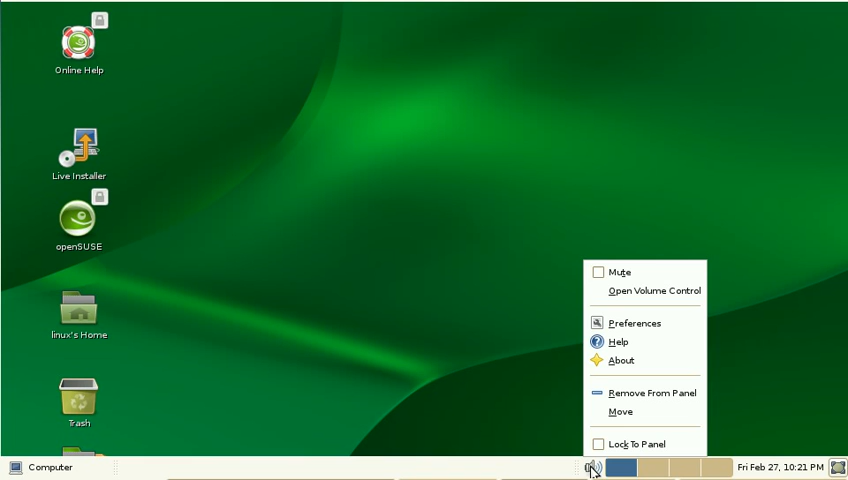 Online Help
Live Installer
openSUSE
linux's Home
Trash
Mute
Open Volume Control
Preferences
Help
About
Remove From Panel
Move
Lock To Panel
Computer
Fri Feb 27, 10:21 PM